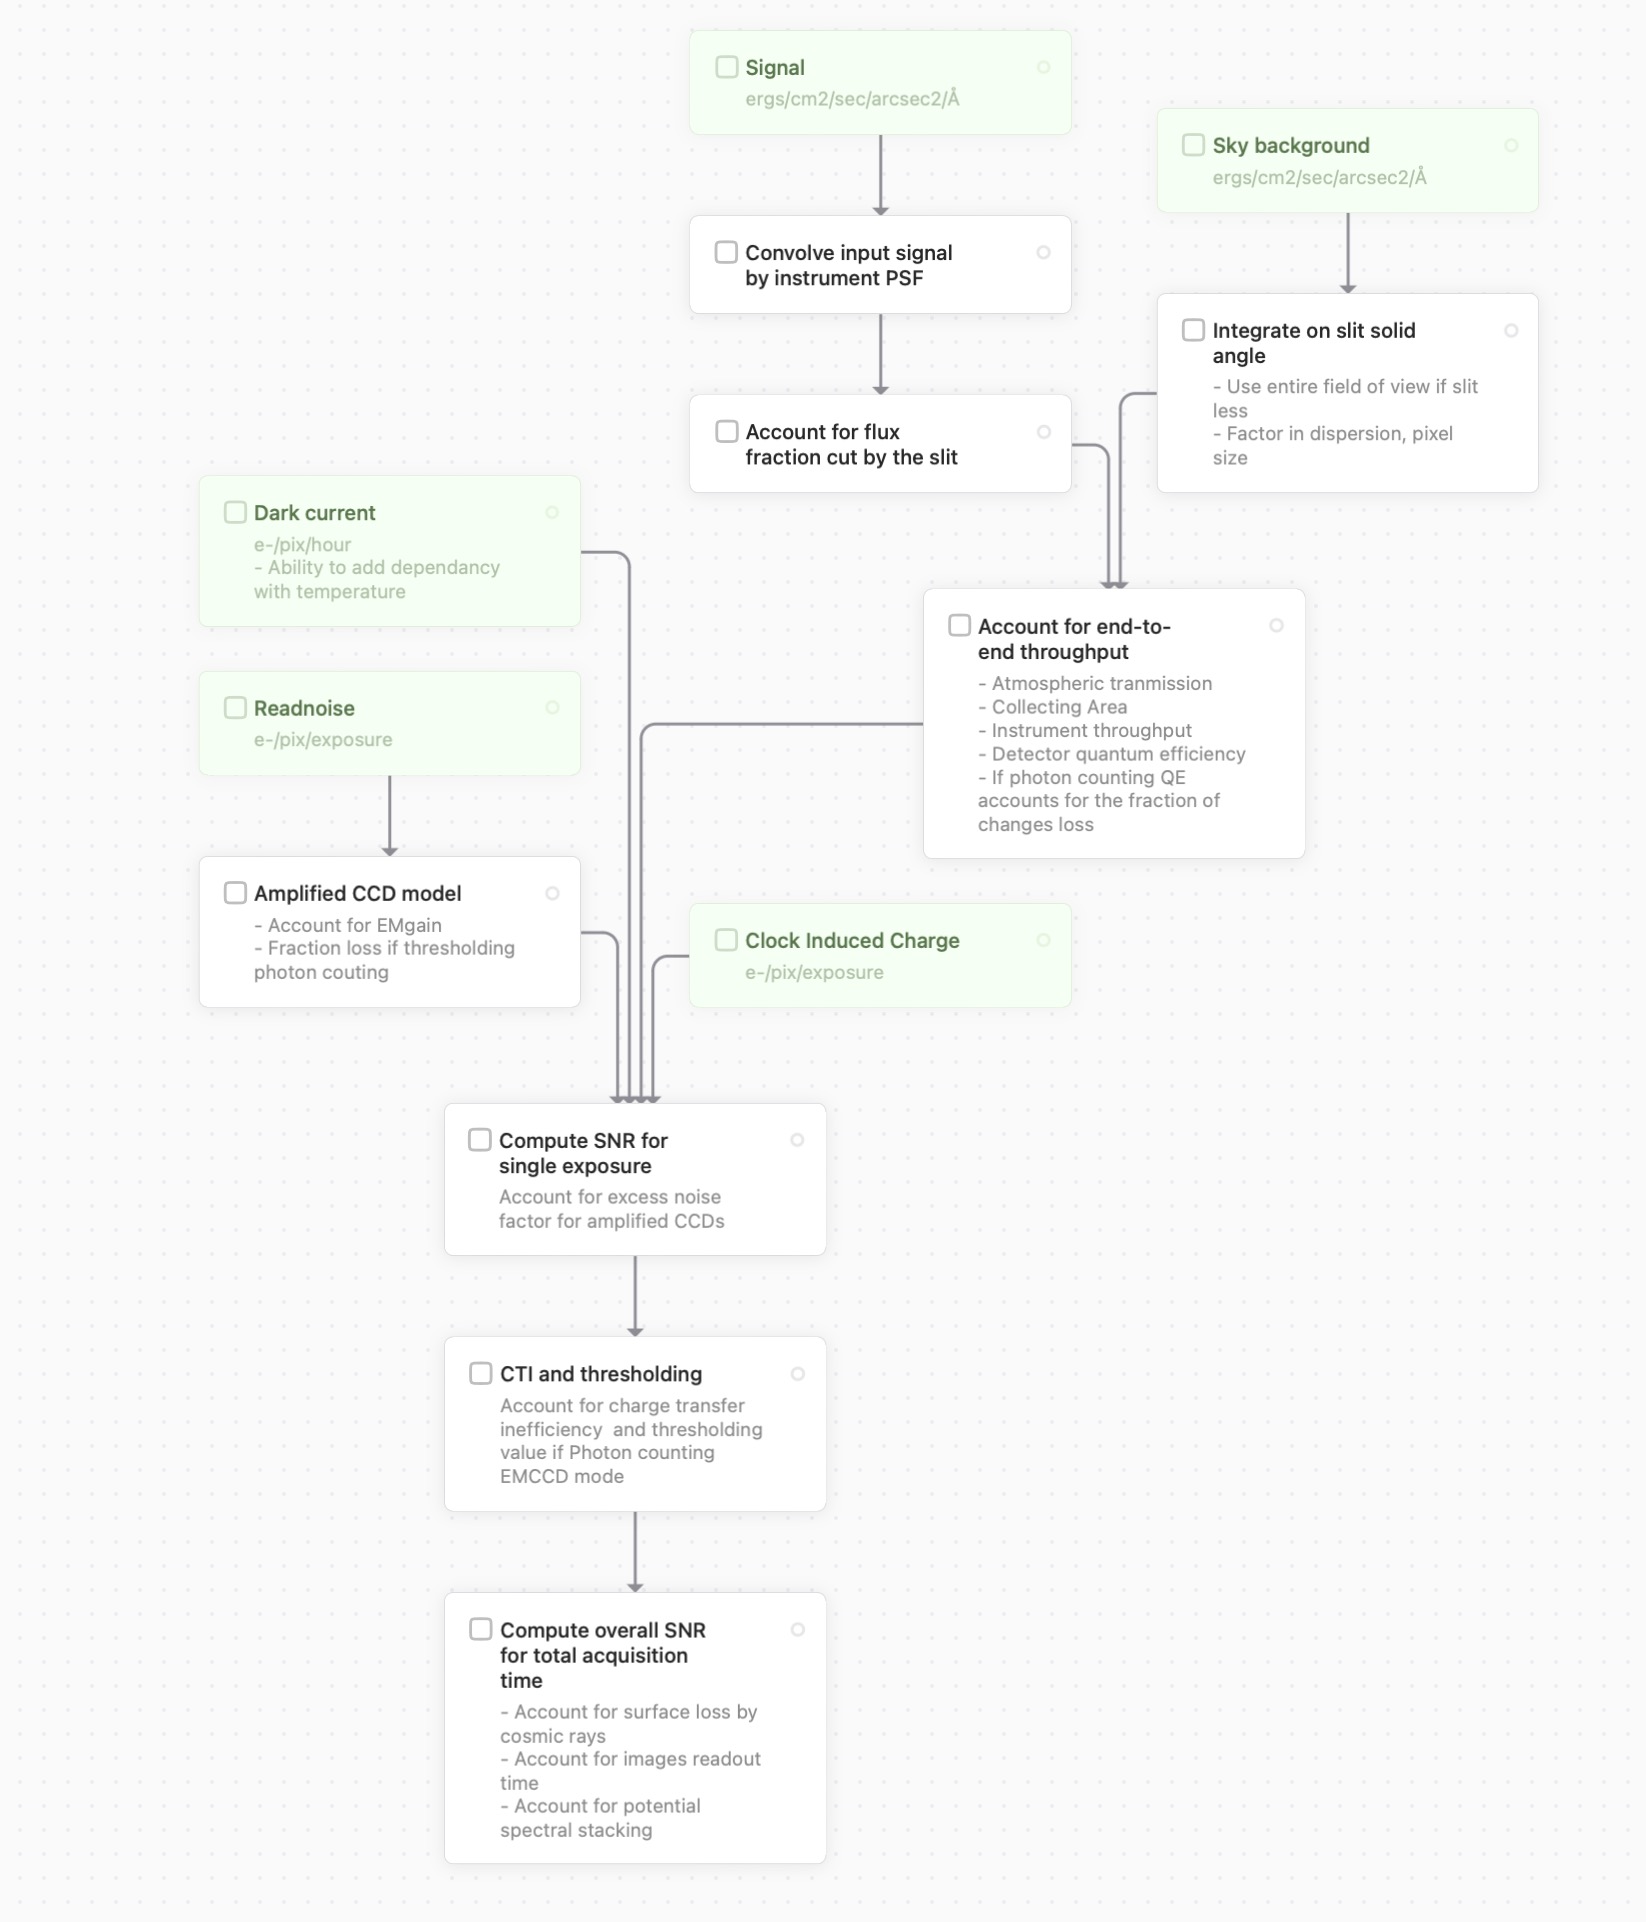 Signal
ergs/cm2/sec/arcsec2/Å
Sky background
ergs/cm2/sec/arcsec2/Å
Convolve input signal
by instrument PSF
Integrate on slit solid
angle
- Use entire field of view if slit
less
- Factor in dispersion, pixel
size
Account for flux
fraction cut by the slit
Dark current
e-/pix/hour
- Ability to add dependancy
with temperature
Account for end-to-
end throughput
- Atmospheric tranmission
- Collecting Area
- Instrument throughput
- Detector quantum efficiency
- If photon counting QE
accounts for the fraction of
changes loss
Readnoise
e-/pix/exposure
Amplified CCD model
- Account for EMgain
- Fraction loss if thresholding
photon couting
Clock Induced Charge
e-/pix/exposure
Compute SNR for
single exposure
Account for excess noise
factor for amplified CCDs
CTI and thresholding
Account for charge transfer
inefficiency  and thresholding
value if Photon counting
EMCCD mode
Compute overall SNR
for total acquisition
time
- Account for surface loss by
cosmic rays
- Account for images readout
time
- Account for potential
spectral stacking